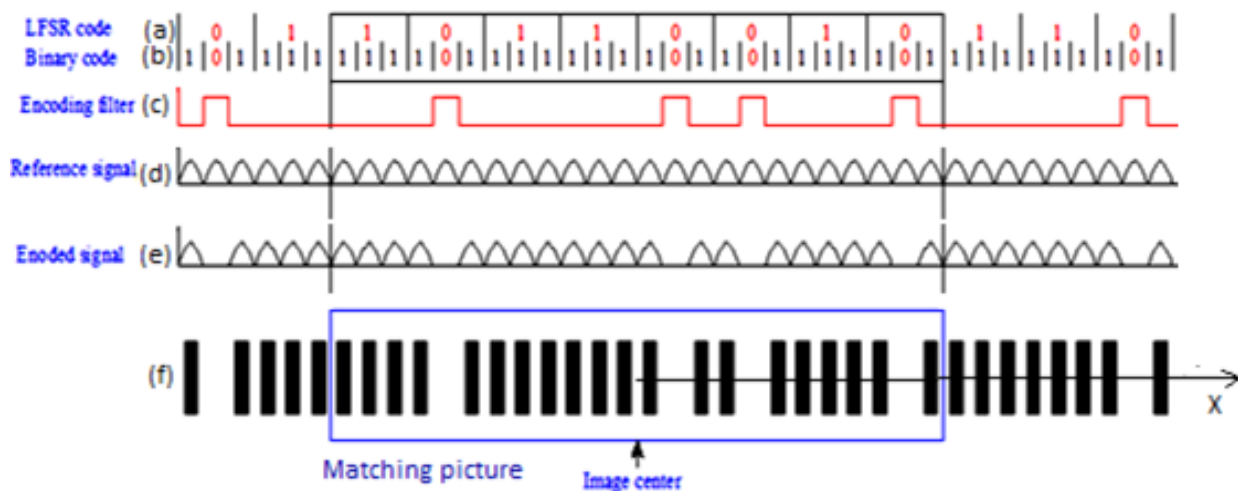 LFSR code (a) 0 1 1 0 1 1 0 0 1 0 1 1 0
Binary code (b) 1 0 1 1 1 1 1 1 1 1 0 1 1 1 1 1 1 1 1 0 1 1 0 1 1 1 1 1 0 1 1 1 1 1 1 1 1 0 1
Encoding filter (c)
Reference signal (d)
Enoded signal (e)
(f)
X
Matching picture
Image center